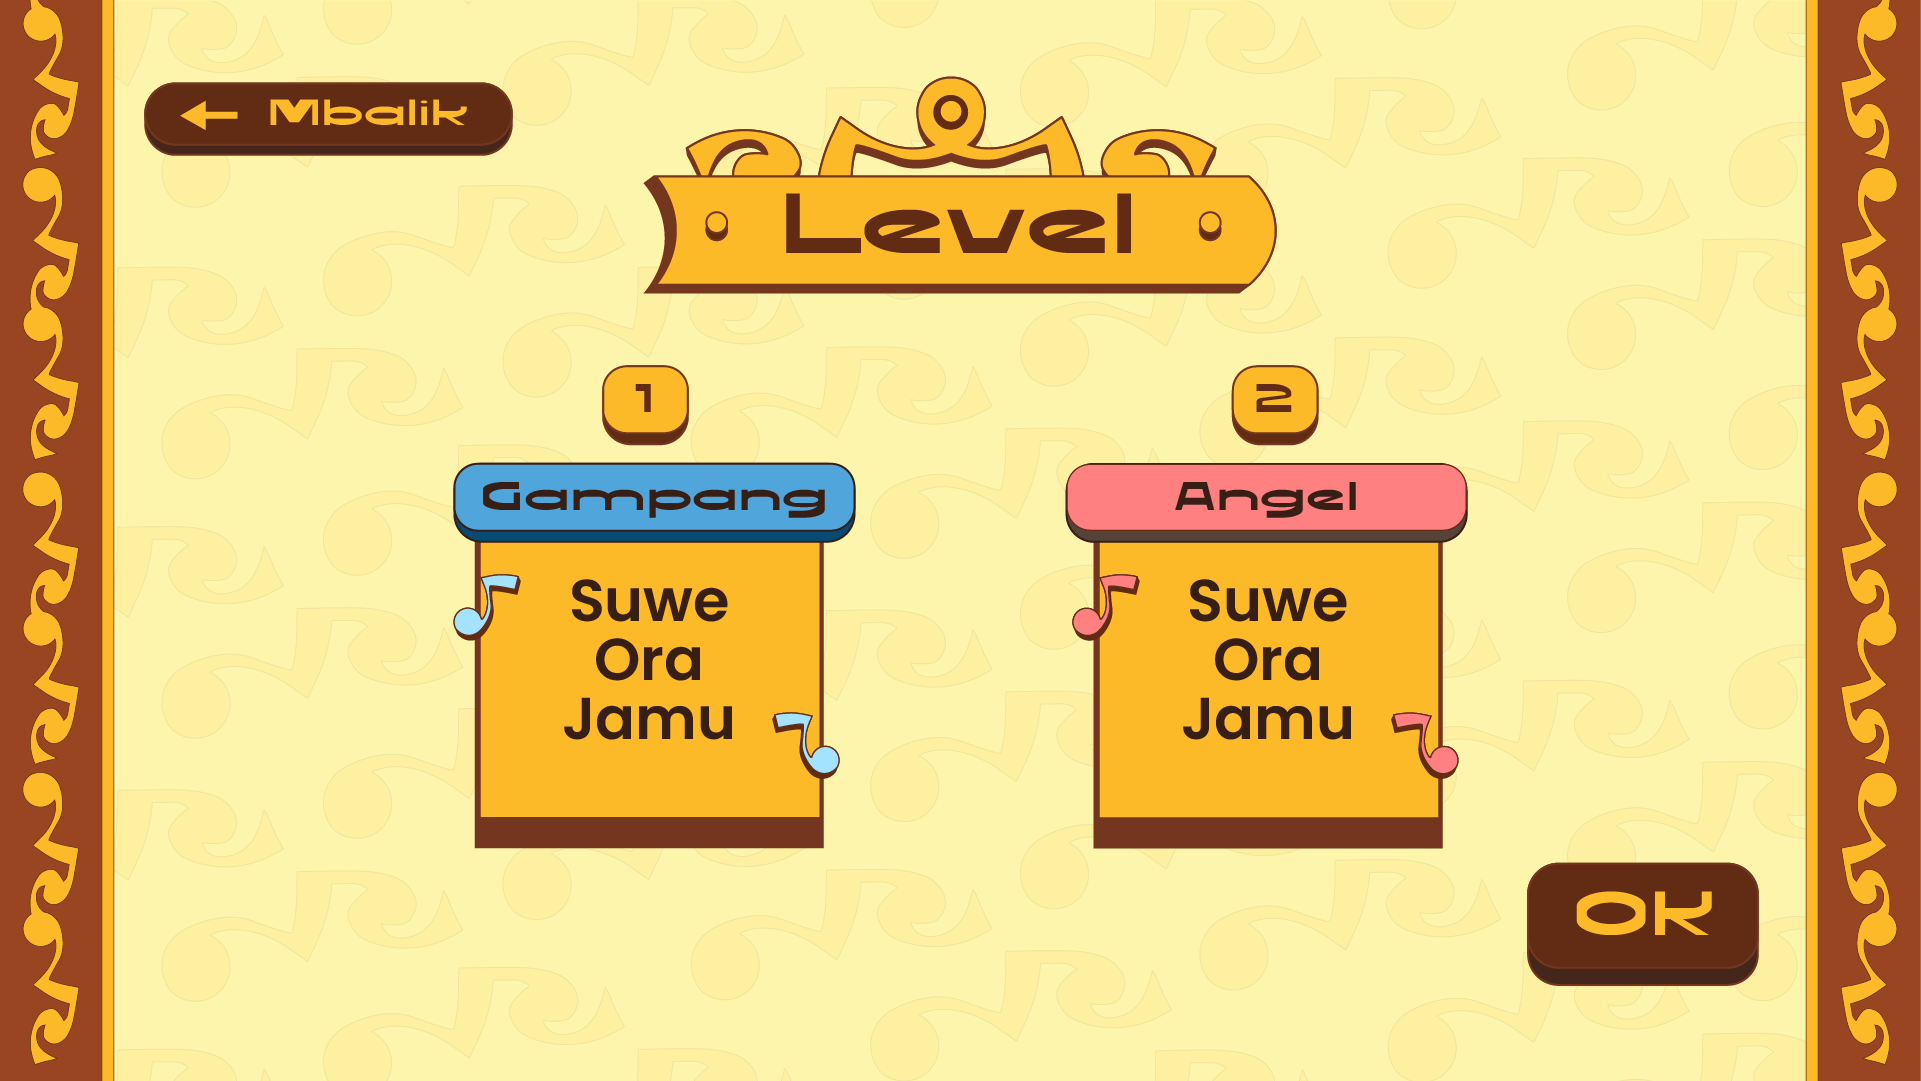 ← Mbalik
Level
1
2
Gampang
Angel
Suwe
Ora
Jamu
Suwe
Ora
Jamu
OK